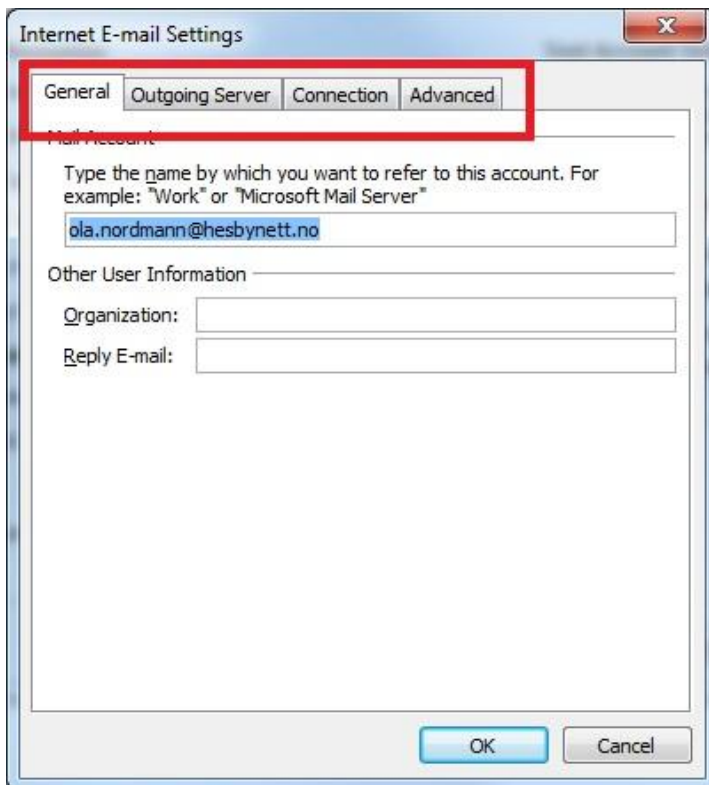 Internet E-mail Settings
General Outgoing Server Connection Advanced
Mail Account
Type the name by which you want to refer to this account. For
example: "Work" or "Microsoft Mail Server"
ola.nordmann@hesbynett.no
Other User Information
Organization:
Reply E-mail:
OK Cancel